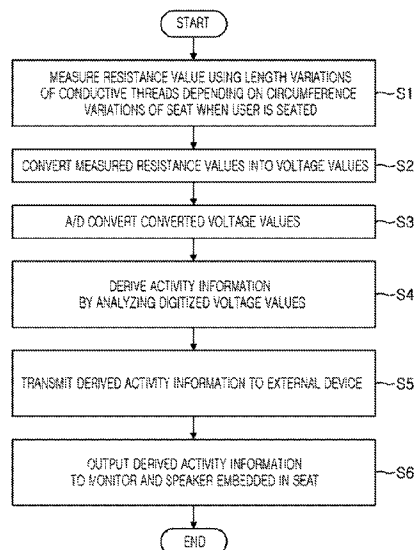 START
MEASURE RESISTANCE VALUE USING LENGTH VARIATIONS
OF CONDUCTIVE THREADS DEPENDING ON CIRCUMFERENCE
VARIATIONS OF SEAT WHEN USER IS SEATED
S1
CONVERT MEASURED RESISTANCE VALUES INTO VOLTAGE VALUES
S2
A/D CONVERT CONVERTED VOLTAGE VALUES
S3
DERIVE ACTIVITY INFORMATION
BY ANALYZING DIGITIZED VOLTAGE VALUES
S4
TRANSMIT DERIVED ACTIVITY INFORMATION TO EXTERNAL DEVICE
S5
OUTPUT DERIVED ACTIVITY INFORMATION
TO MONITOR AND SPEAKER EMBEDDED IN SEAT
S6
END